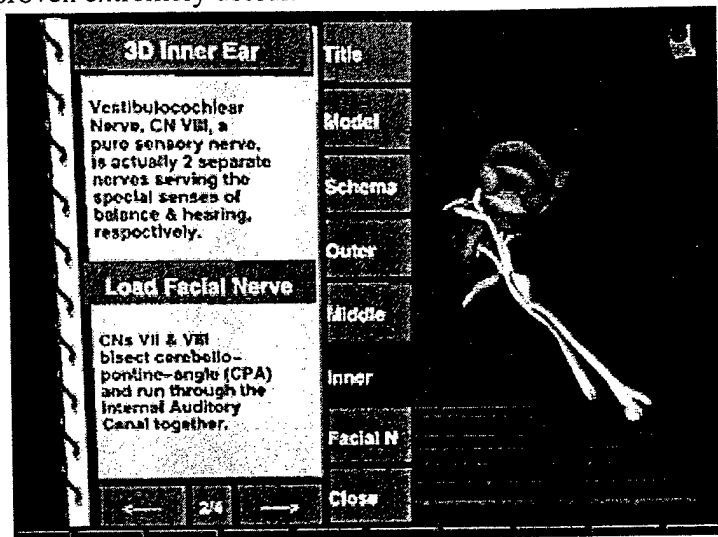 3D Inner Ear
Vestibulocochlear
Nerve, CN VIII, a
pure sensory nerve,
is actually 2 separate
nerves serving the
special senses of
balance & hearing,
respectively.
Load Facial Nerve
CNs VII & VIII
bisect cerebello-
pontine-angle (CPA)
and run through the
Internal Auditory
Canal together.
2/4
Title
Model
Schema
Outer
Middle
Inner
Facial N
Close